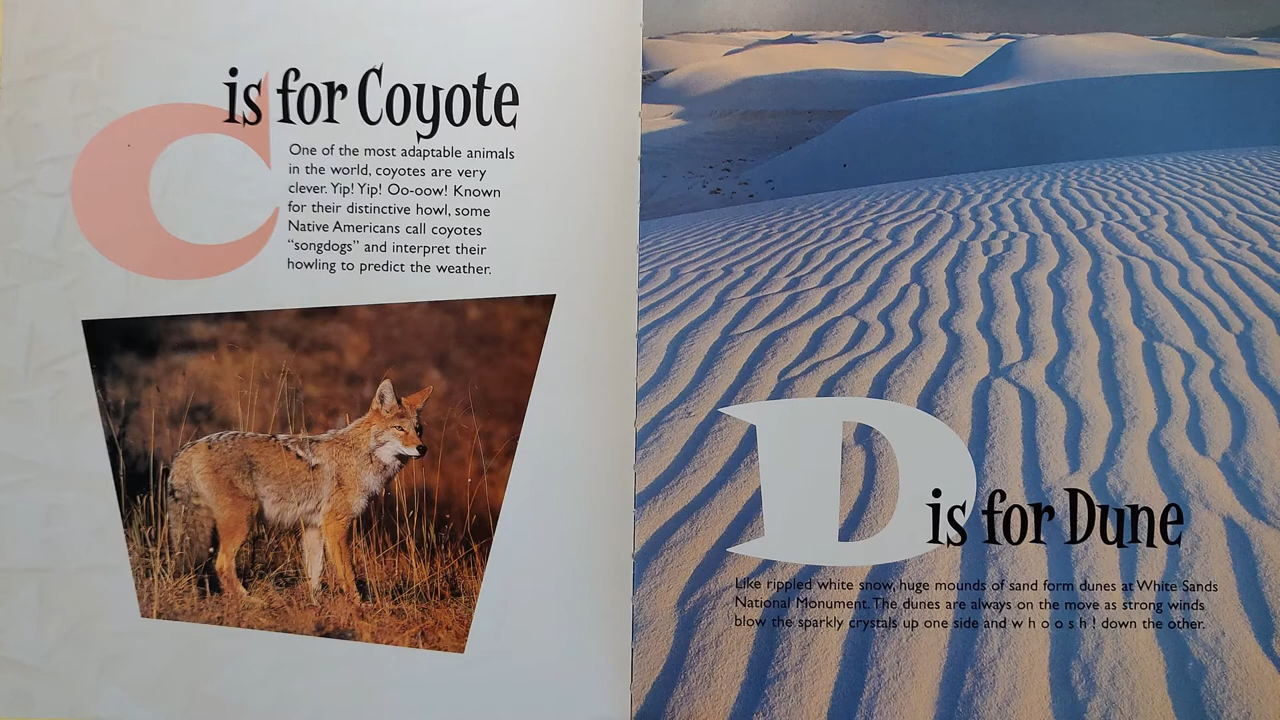 C is for Coyote
One of the most adaptable animals
in the world, coyotes are very
clever. Yip! Yip! Oo-oow! Known
for their distinctive howl, some
Native Americans call coyotes
“songdogs” and interpret their
howling to predict the weather.
D is for Dune
Like rippled white snow, huge mounds of sand form dunes at White Sands
National Monument. The dunes are always on the move as strong winds
blow the sparkly crystals up one side and w h o o s h ! down the other.